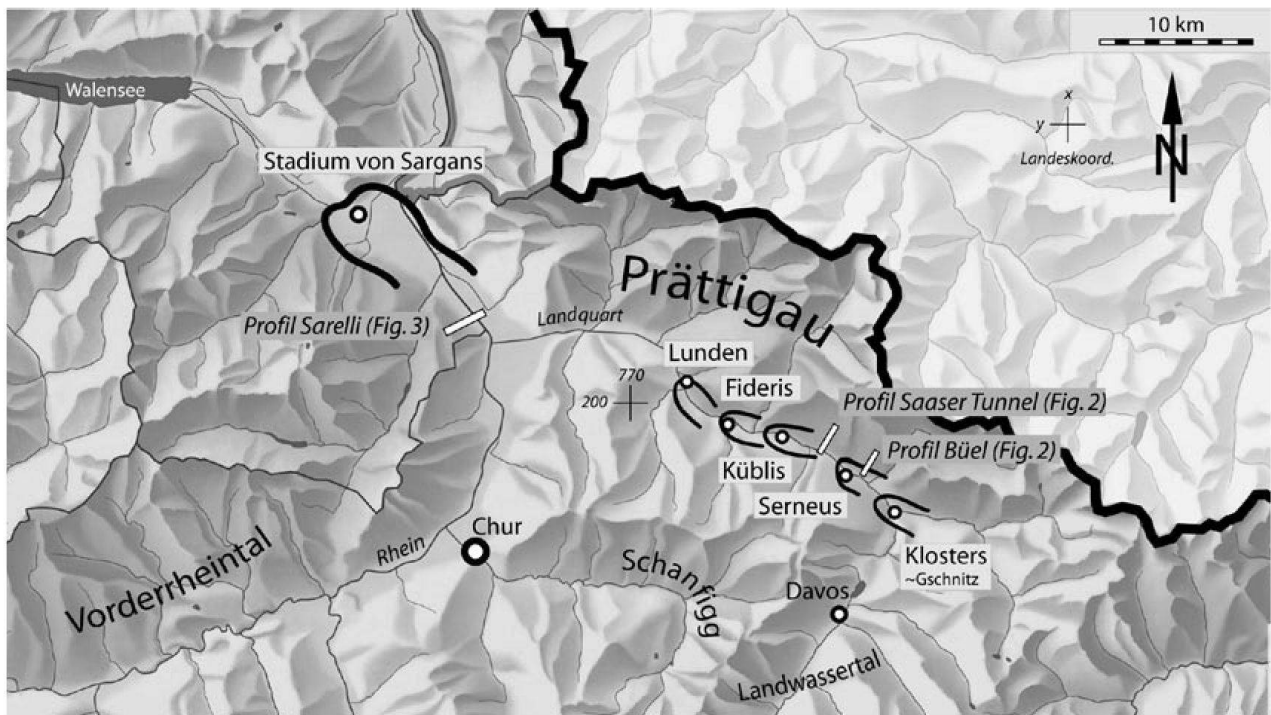 10 km
Walensee
x
y
Landeskoord.
N
Stadium von Sargans
Prättigau
Profil Sarelli (Fig. 3)
Landquart
Lunden
770
200
Fideris
Profil Saaser Tunnel (Fig. 2)
Profil Büel (Fig. 2)
Küblis
Serneus
Chur
Rhein
Vorderrheintal
Schanfigg
Klosters
~Gschnitz
Davos
Landwassertal